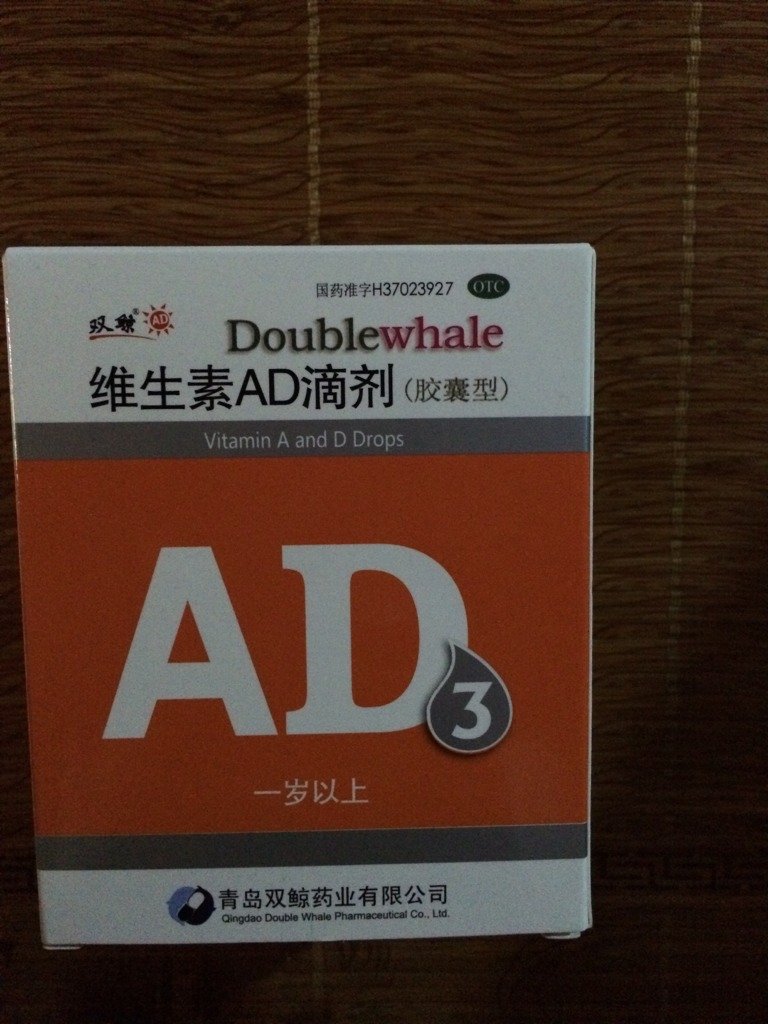 国药准字H37023927 OTC
双鲸® AD
Doublewhale
维生素AD滴剂(胶囊型)
Vitamin A and D Drops
AD3
一岁以上
青岛双鲸药业有限公司
Qingdao Double Whale Pharmaceutical Co., Ltd.